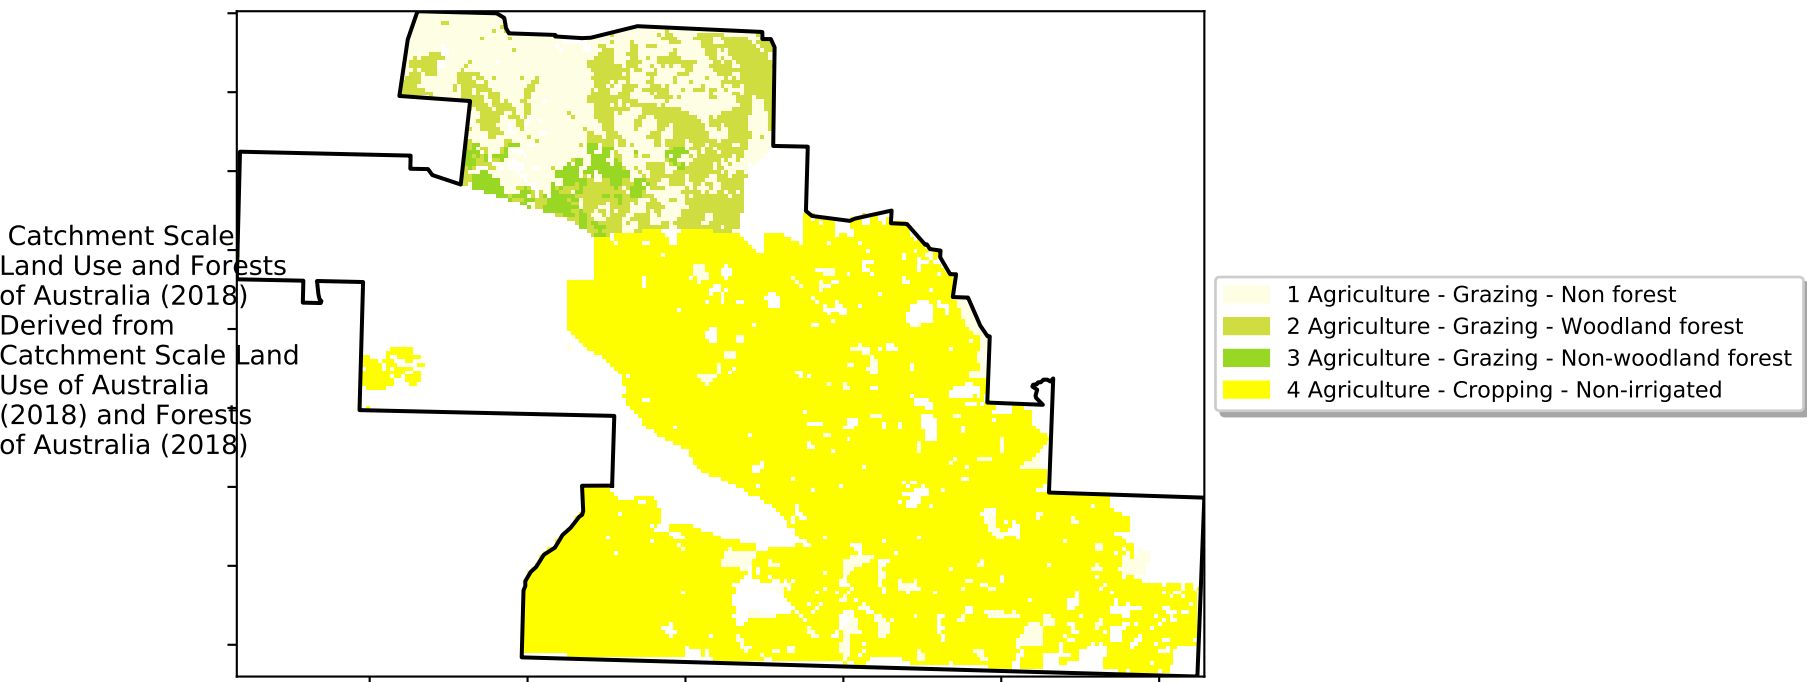 Catchment Scale
Land Use and Forests
of Australia (2018)
Derived from
Catchment Scale Land
Use of Australia
(2018) and Forests
of Australia (2018)
1 Agriculture - Grazing - Non forest
2 Agriculture - Grazing - Woodland forest
3 Agriculture - Grazing - Non-woodland forest
4 Agriculture - Cropping - Non-irrigated